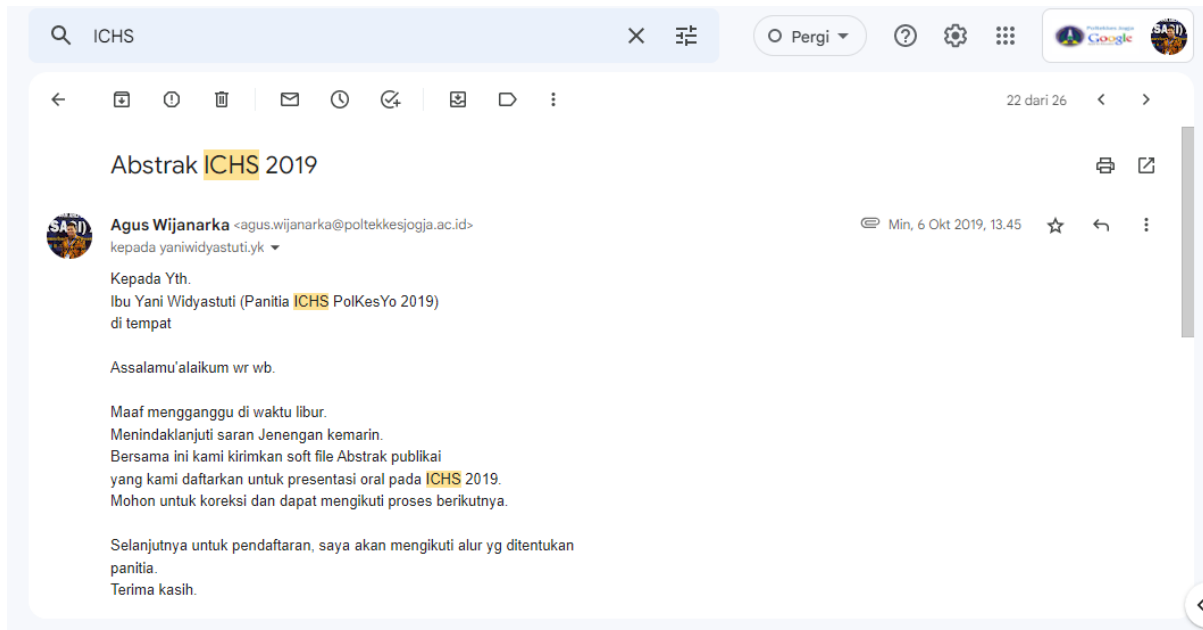 ICHS
Pergi
Google
22 dari 26
Abstrak ICHS 2019
Agus Wijanarka <agus.wijanarka@poltekkesjogja.ac.id>
Min, 6 Okt 2019, 13.45
kepada yaniwidyastuti.yk
Kepada Yth.
Ibu Yani Widyastuti (Panitia ICHS PolKesYo 2019)
di tempat
Assalamu'alaikum wr wb.
Maaf mengganggu di waktu libur.
Menindaklanjuti saran Jenengan kemarin.
Bersama ini kami kirimkan soft file Abstrak publikai
yang kami daftarkan untuk presentasi oral pada ICHS 2019.
Mohon untuk koreksi dan dapat mengikuti proses berikutnya.
Selanjutnya untuk pendaftaran, saya akan mengikuti alur yg ditentukan
panitia.
Terima kasih.